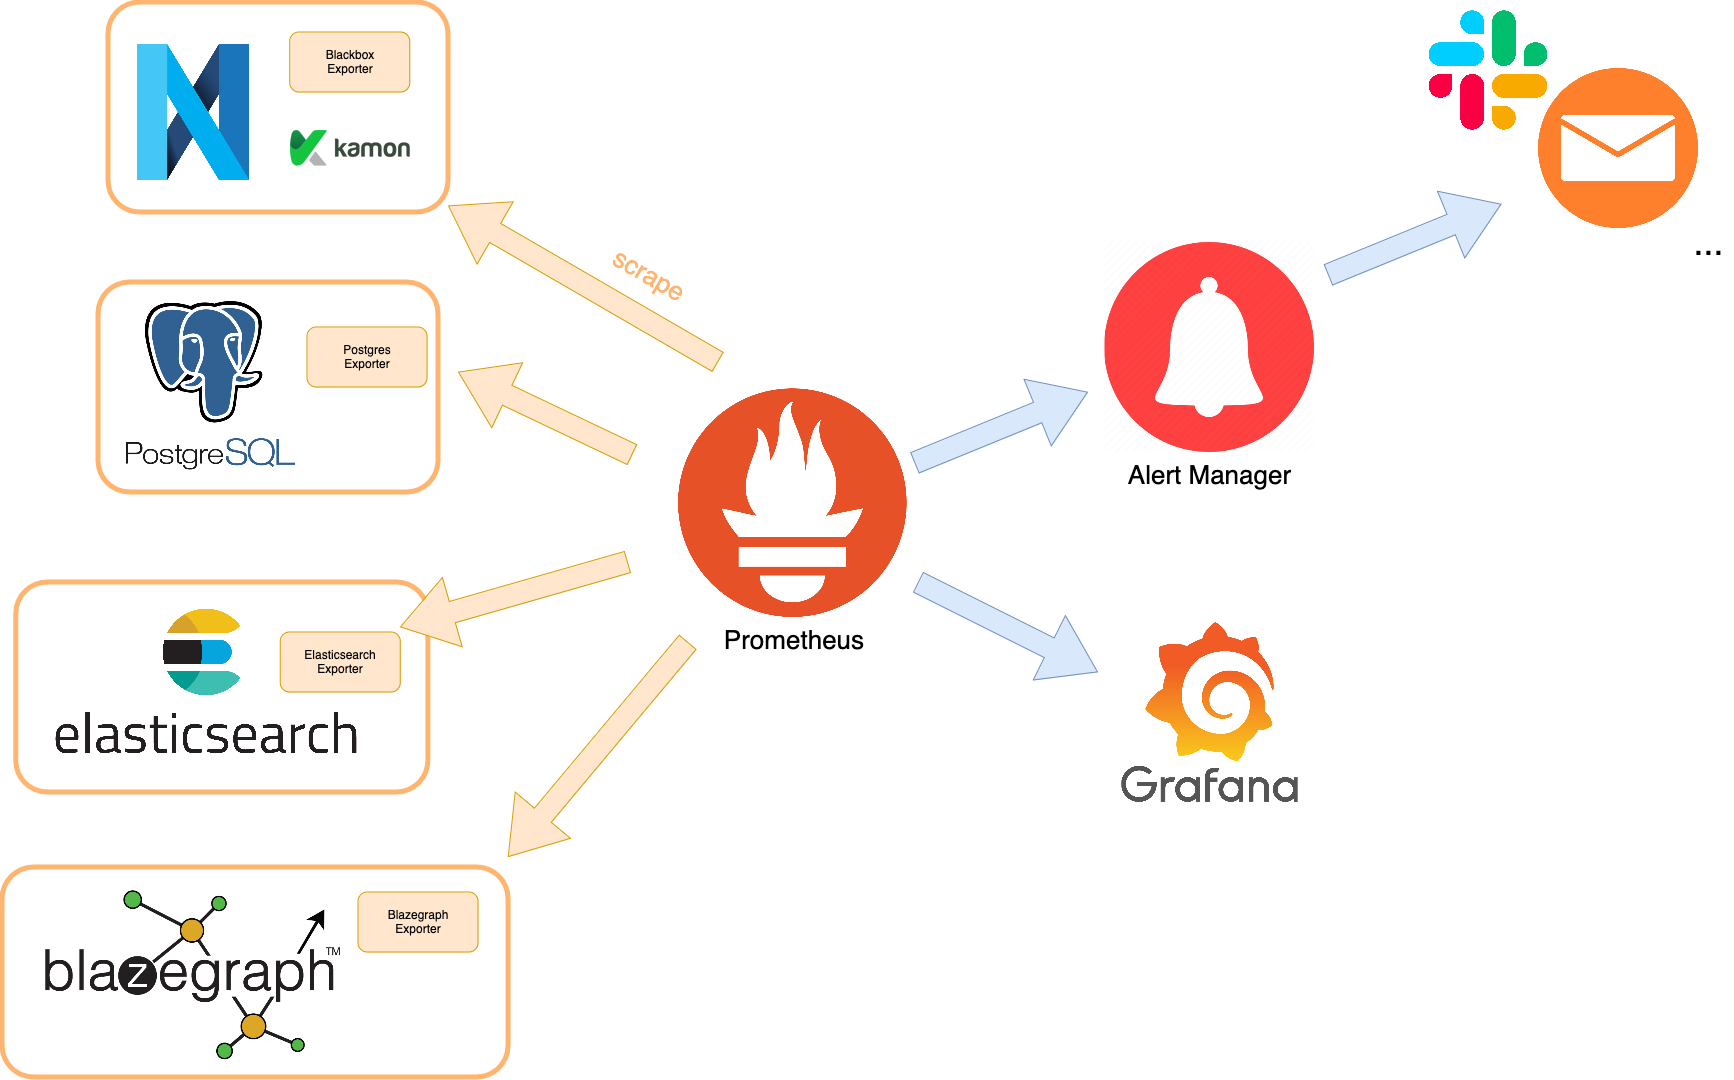 Blackbox
Exporter
kamon
scrape
Postgres
Exporter
PostgreSQL
...
Alert Manager
Prometheus
Elasticsearch
Exporter
elasticsearch
Grafana
Blazegraph
Exporter
blazegraph™